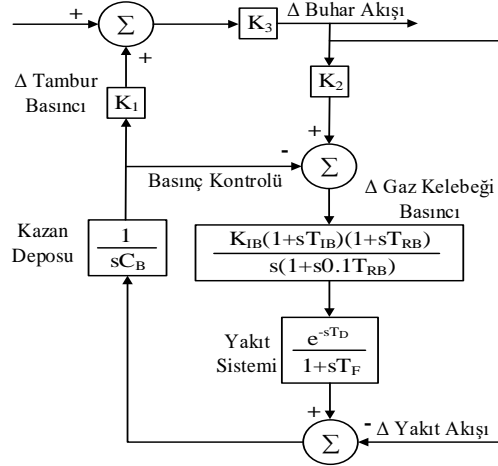 +
Σ
K₃
Δ Buhar Akışı
+
Δ Tambur
Basıncı
K₁
K₂
+
-
Σ
Basınç Kontrolü
Δ Gaz Kelebeği
Basıncı
Kazan
Deposu
1
sC_B
K_IB(1+sT_IB)(1+sT_RB)
s(1+s0.1T_RB)
Yakıt
Sistemi
e^-sT_D
1+sT_F
+
Σ
- Δ Yakıt Akışı